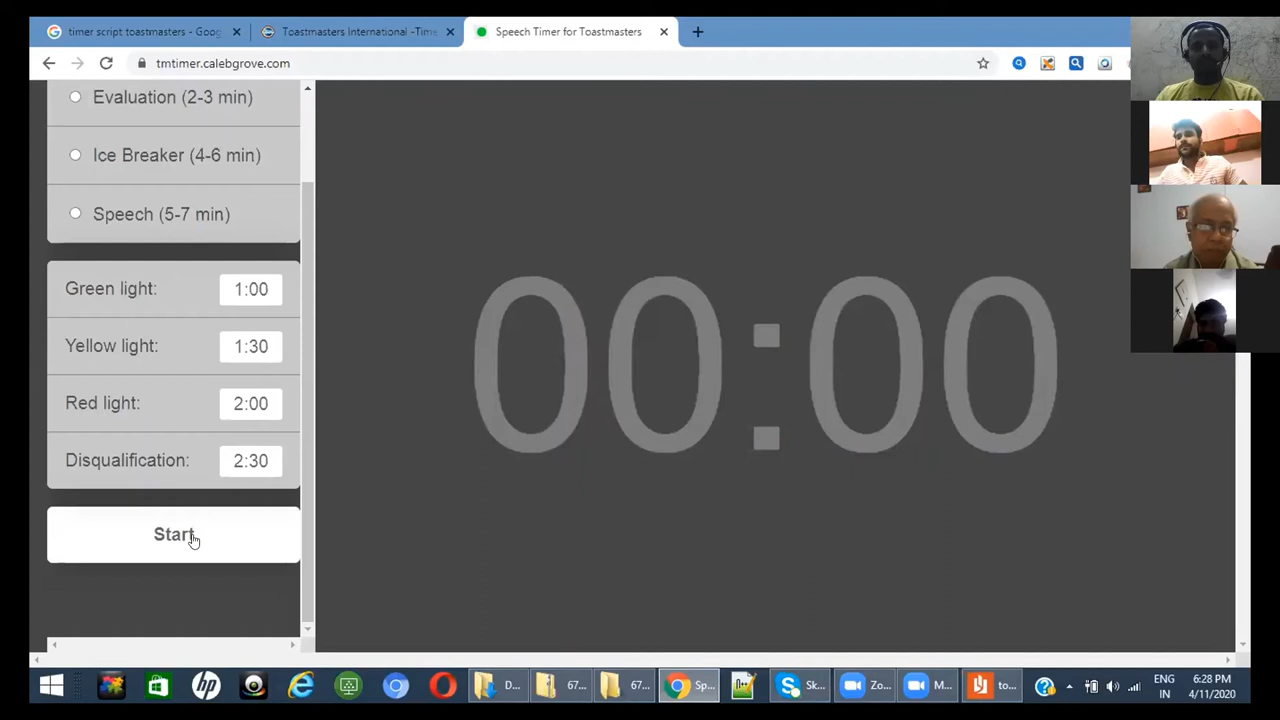 timer script toastmasters - Goog
Toastmasters International -Time
Speech Timer for Toastmasters
tmtimer.calebgrove.com
Evaluation (2-3 min)
Ice Breaker (4-6 min)
Speech (5-7 min)
Green light: 1:00
Yellow light: 1:30
Red light: 2:00
Disqualification: 2:30
Start
00:00
D...
67...
67...
Sp...
Sk...
Zo...
M...
to...
ENG
IN
6:28 PM
4/11/2020